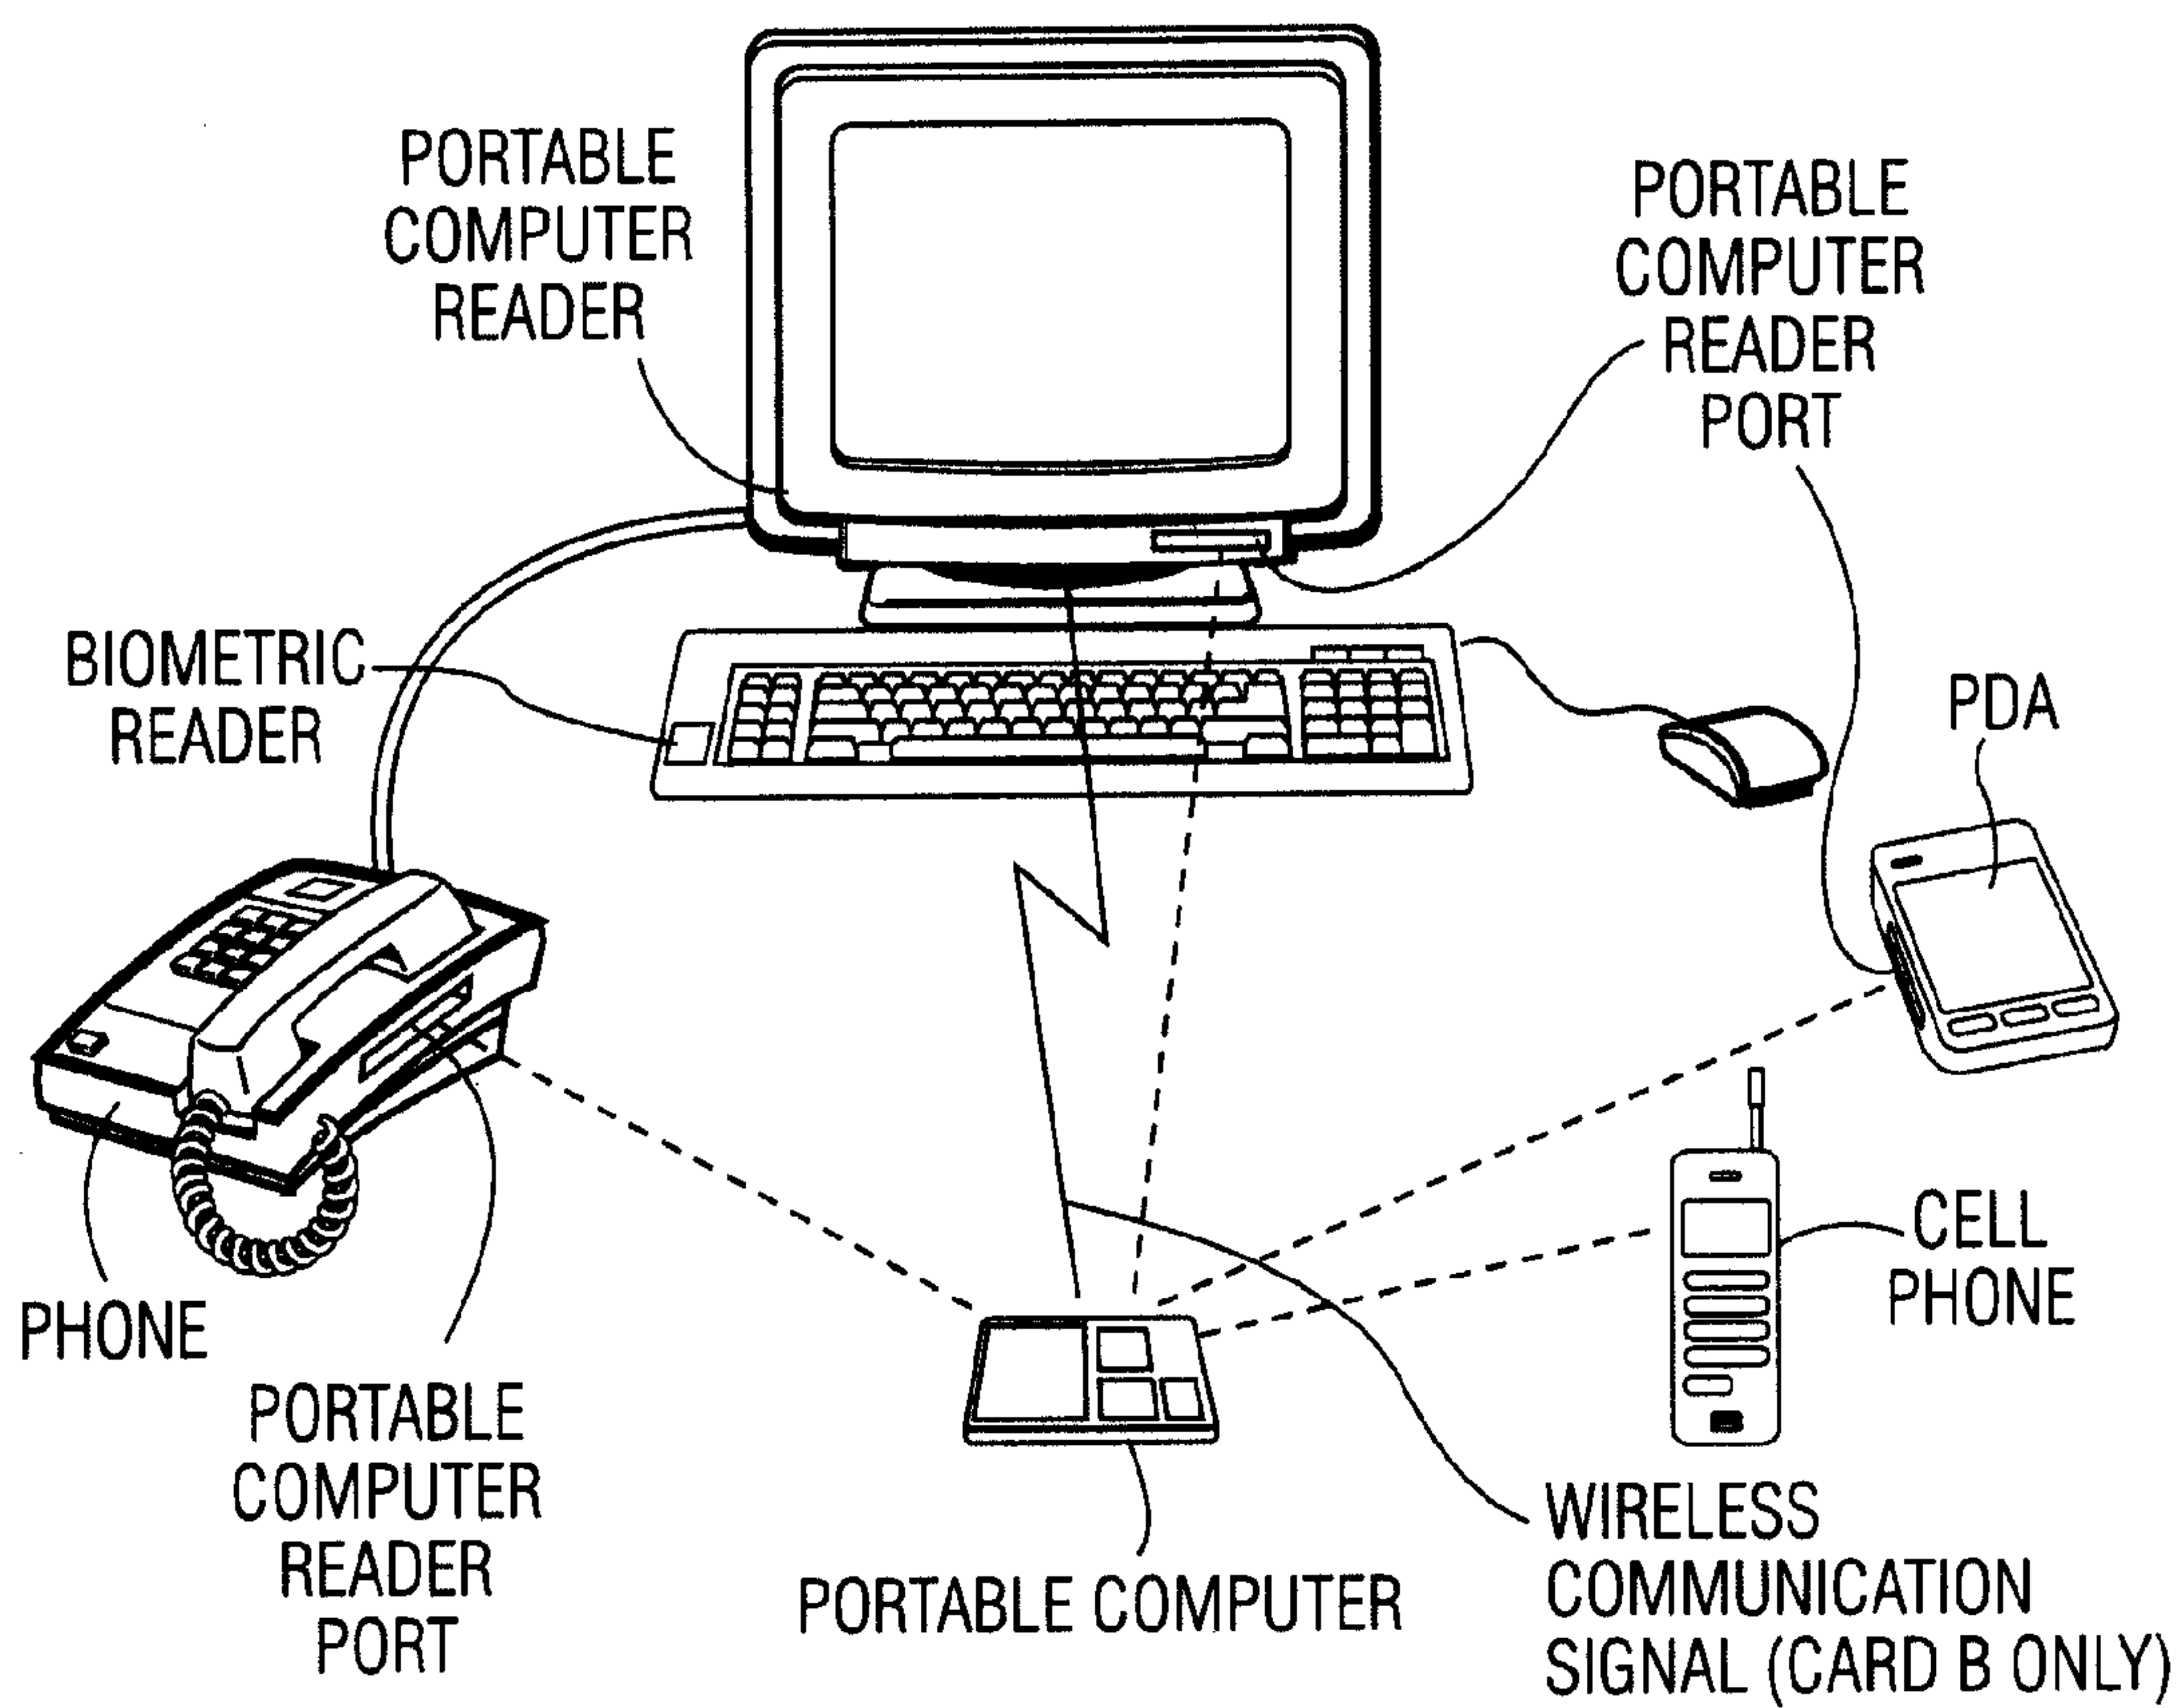 PORTABLE
COMPUTER
READER
PORTABLE
COMPUTER
READER
PORT
BIOMETRIC
READER
PDA
CELL
PHONE
PHONE
PORTABLE
COMPUTER
READER
PORT
PORTABLE COMPUTER
WIRELESS
COMMUNICATION
SIGNAL (CARD B ONLY)